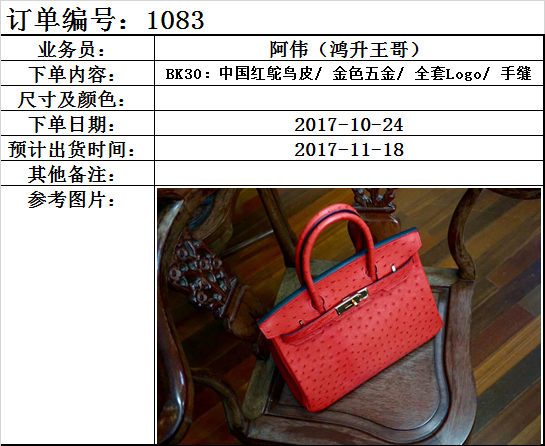 订单编号：1083
业务员： 阿伟（鸿升王哥）
下单内容： BK30：中国红鸵鸟皮/ 金色五金/ 全套Logo/ 手缝
尺寸及颜色：
下单日期： 2017-10-24
预计出货时间： 2017-11-18
其他备注：
参考图片：